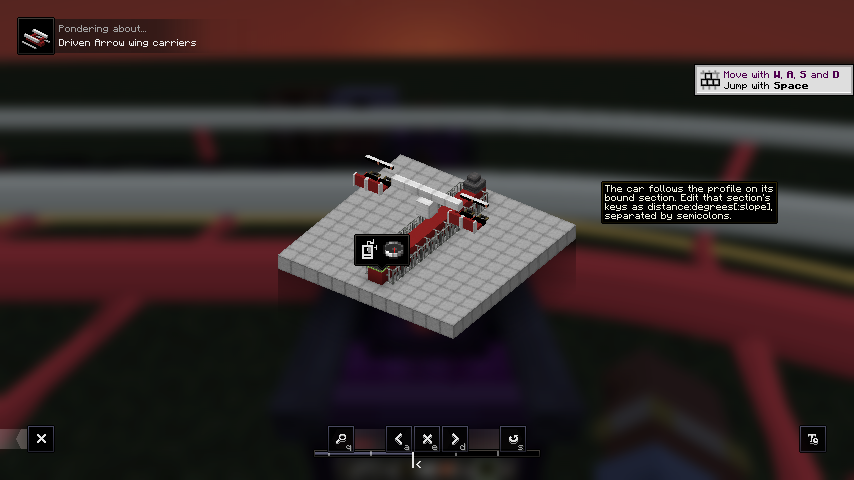 Pondering about...
Driven Arrow wing carriers
Move with W, A, S and D
Jump with Space
The car follows the profile on its
bound section. Edit that section's
keys as distance:degrees[:slope],
separated by semicolons.
q
a
e
d
s